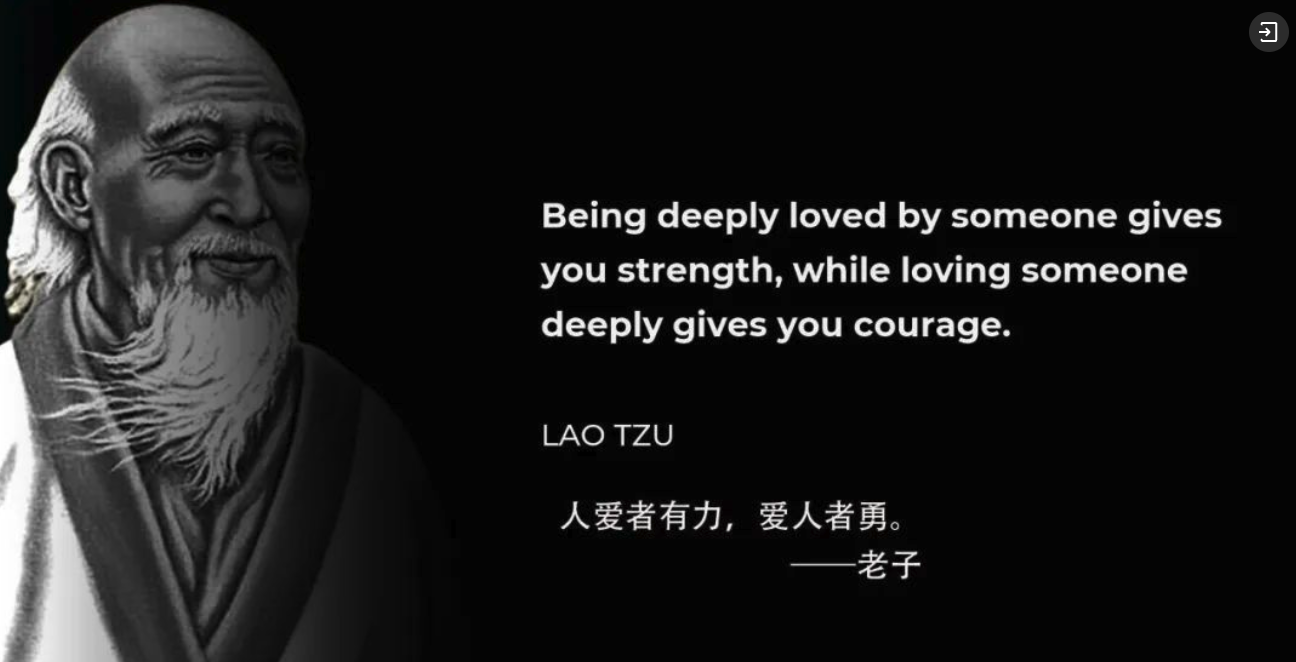 Being deeply loved by someone gives
you strength, while loving someone
deeply gives you courage.
LAO TZU
人爱者有力，爱人者勇。
——老子